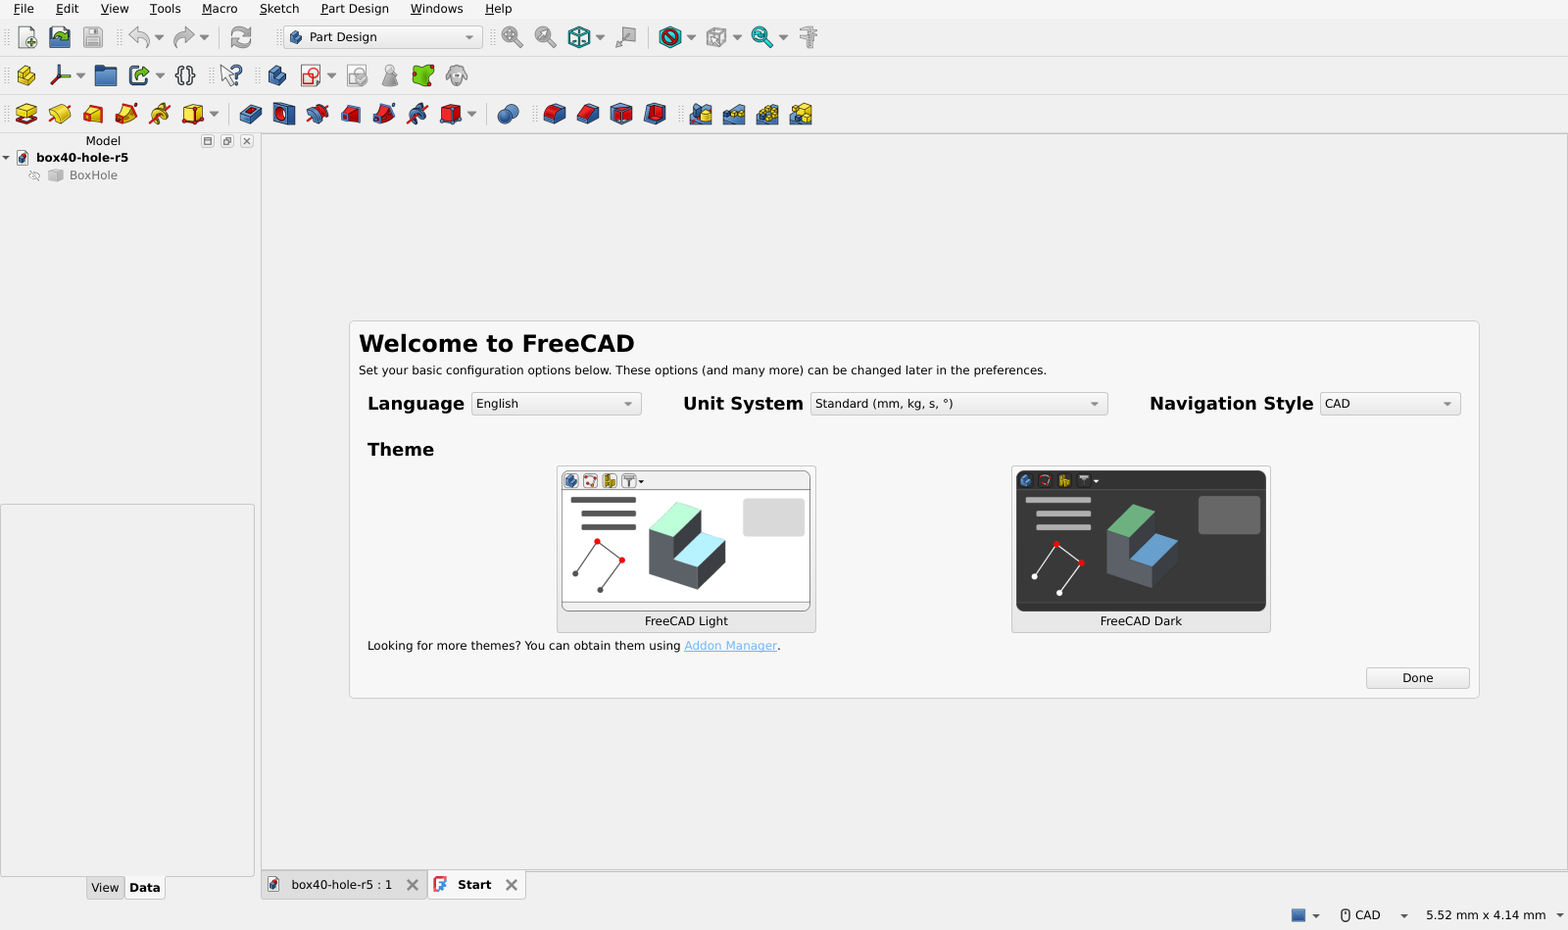 File Edit View Tools Macro Sketch Part Design Windows Help
Part Design
Model
box40-hole-r5
BoxHole
Welcome to FreeCAD
Set your basic configuration options below. These options (and many more) can be changed later in the preferences.
Language English Unit System Standard (mm, kg, s, °) Navigation Style CAD
Theme
FreeCAD Light FreeCAD Dark
Looking for more themes? You can obtain them using Addon Manager.
Done
View Data
box40-hole-r5 : 1 Start
CAD 5.52 mm x 4.14 mm